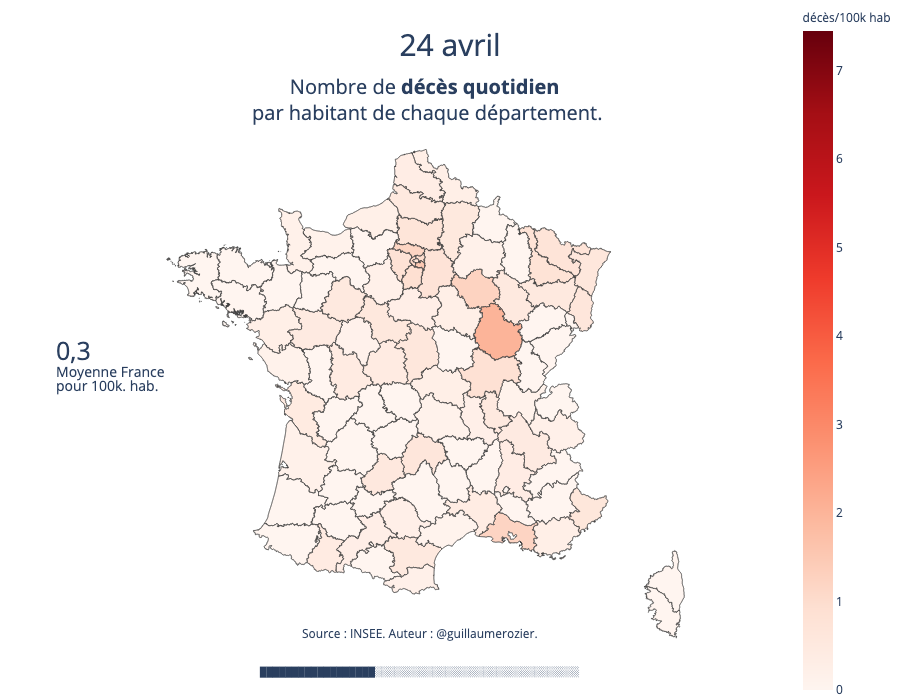 décès/100k hab
24 avril
Nombre de décès quotidien
par habitant de chaque département.
7
6
5
4
3
2
1
0
0,3
Moyenne France
pour 100k. hab.
Source : INSEE. Auteur : @guillaumerozier.